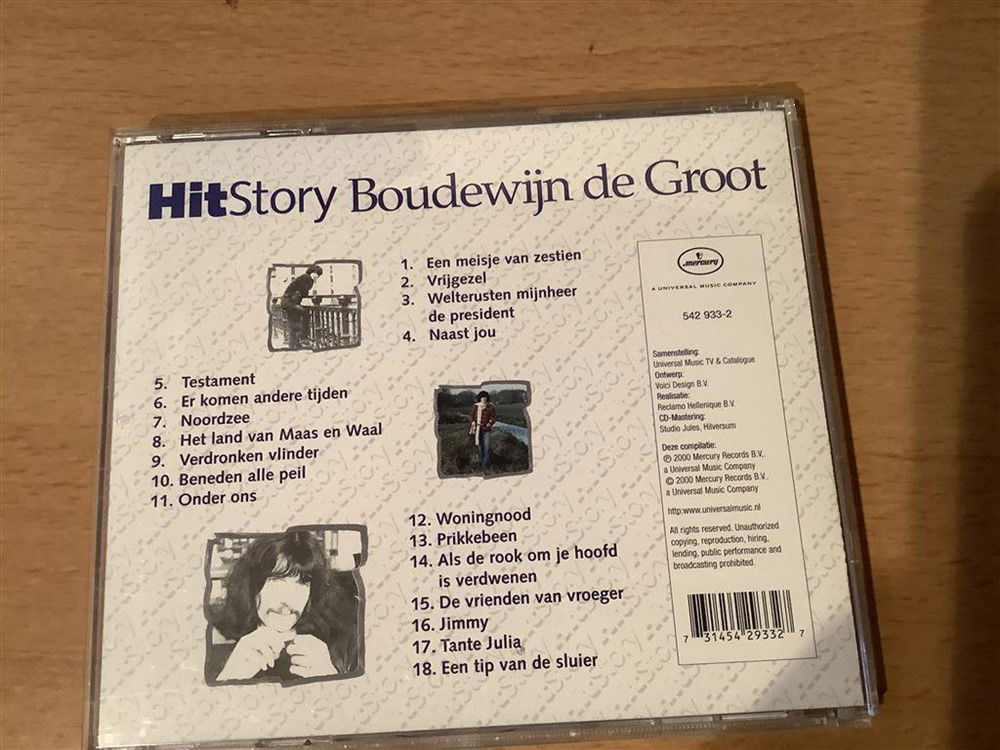 HitStory Boudewijn de Groot
1. Een meisje van zestien
2. Vrijgezel
3. Welterusten mijnheer
de president
4. Naast jou
5. Testament
6. Er komen andere tijden
7. Noordzee
8. Het land van Maas en Waal
9. Verdronken vlinder
10. Beneden alle peil
11. Onder ons
12. Woningnood
13. Prikkebeen
14. Als de rook om je hoofd
is verdwenen
15. De vrienden van vroeger
16. Jimmy
17. Tante Julia
18. Een tip van de sluier
mercury
A UNIVERSAL MUSIC COMPANY
542 933-2
Samenstelling:
Universal Music TV & Catalogue
Ontwerp:
Voici Design B.V.
Realisatie:
Reclamo Hellenique B.V.
CD-Mastering:
Studio Jules, Hilversum
Deze compilatie:
℗ 2000 Mercury Records B.V.,
a Universal Music Company
© 2000 Mercury Records B.V.,
a Universal Music Company
http:www.universalmusic.nl
All rights reserved. Unauthorized
copying, reproduction, hiring,
lending, public performance and
broadcasting prohibited.
7 31454 29332 7